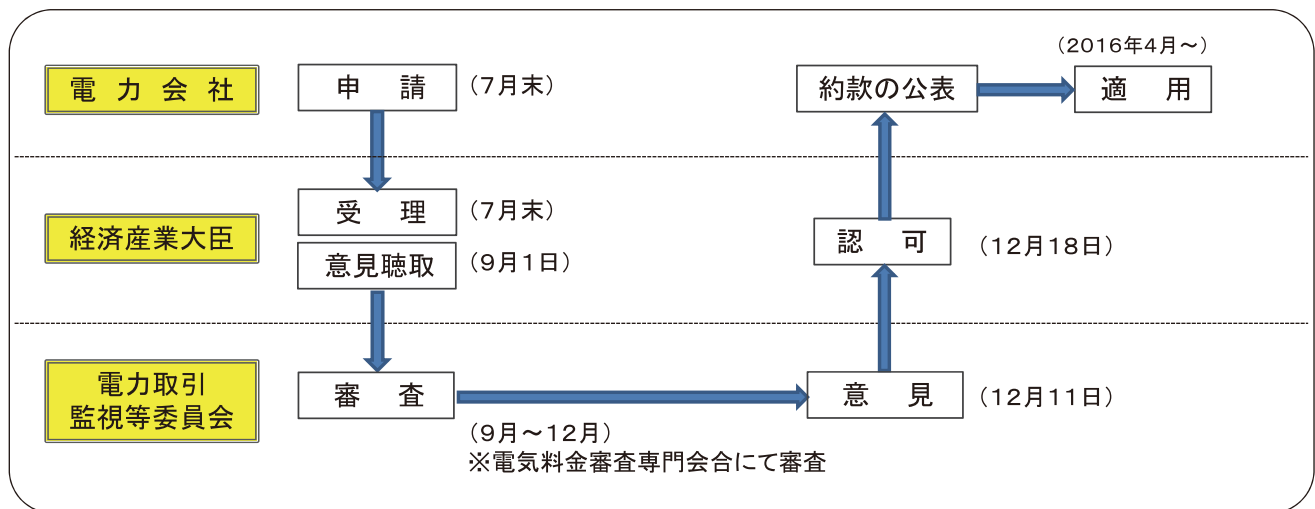 (2016年4月~)
電力会社
申請
(7月末)
約款の公表
適用
経済産業大臣
受理
(7月末)
意見聴取
(9月1日)
認可
(12月18日)
電力取引
監視等委員会
審査
意見
(12月11日)
(9月~12月)
※電気料金審査専門会合にて審査